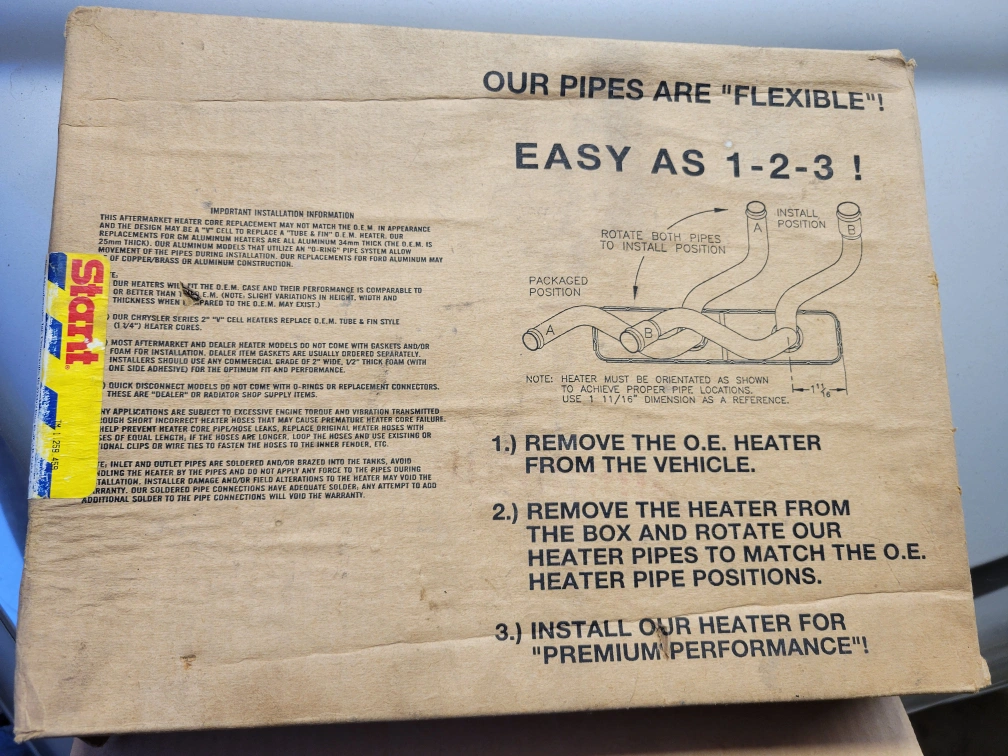 OUR PIPES ARE "FLEXIBLE"!
EASY AS 1-2-3 !
IMPORTANT INSTALLATION INFORMATION
THIS AFTERMARKET HEATER CORE REPLACEMENT MAY NOT MATCH THE O.E.M. IN APPEARANCE
AND THE DESIGN MAY BE A "V" CELL TO REPLACE A "TUBE & FIN" O.E.M. HEATER. OUR
REPLACEMENTS FOR GM ALUMINUM HEATERS ARE ALL ALUMINUM 34mm THICK (THE O.E.M. IS
25mm THICK). OUR ALUMINUM MODELS THAT UTILIZE AN "O-RING" PIPE SYSTEM ALLOW
MOVEMENT OF THE PIPES DURING INSTALLATION. OUR REPLACEMENTS FOR FORD ALUMINUM MAY
OF COPPER/BRASS OR ALUMINUM CONSTRUCTION.
E:
OUR HEATERS WILL FIT THE O.E.M. CASE AND THEIR PERFORMANCE IS COMPARABLE TO
OR BETTER THAN E.M. (NOTE: SLIGHT VARIATIONS IN HEIGHT, WIDTH AND
THICKNESS WHEN PARED TO THE O.E.M. MAY EXIST.)
) OUR CHRYSLER SERIES 2" "V" CELL HEATERS REPLACE O.E.M. TUBE & FIN STYLE
(1 1/4") HEATER CORES.
) MOST AFTERMARKET AND DEALER HEATER MODELS DO NOT COME WITH GASKETS AND/OR
FOAM FOR INSTALLATION. DEALER ITEM GASKETS ARE USUALLY ORDERED SEPARATELY.
INSTALLERS SHOULD USE ANY COMMERCIAL GRADE OF 2" WIDE, 1/2" THICK FOAM (WITH
ONE SIDE ADHESIVE) FOR THE OPTIMUM FIT AND PERFORMANCE.
) QUICK DISCONNECT MODELS DO NOT COME WITH O-RINGS OR REPLACEMENT CONNECTORS.
THESE ARE "DEALER" OR RADIATOR SHOP SUPPLY ITEMS.
NY APPLICATIONS ARE SUBJECT TO EXCESSIVE ENGINE TORQUE AND VIBRATION TRANSMITTED
ROUGH SHORT INCORRECT HEATER HOSES THAT MAY CAUSE PREMATURE HEATER CORE FAILURE.
HELP PREVENT HEATER CORE PIPE/HOSE LEAKS, REPLACE ORIGINAL HEATER HOSES WITH
SES OF EQUAL LENGTH, IF THE HOSES ARE LONGER, LOOP THE HOSES AND USE EXISTING OR
IONAL CLIPS OR WIRE TIES TO FASTEN THE HOSES TO THE INNER FENDER, ETC.
TE: INLET AND OUTLET PIPES ARE SOLDERED AND/OR BRAZED INTO THE TANKS, AVOID
NDLING THE HEATER BY THE PIPES AND DO NOT APPLY ANY FORCE TO THE PIPES DURING
STALLATION. INSTALLER DAMAGE AND/OR FIELD ALTERATIONS TO THE HEATER MAY VOID THE
RRANTY. OUR SOLDERED PIPE CONNECTIONS HAVE ADEQUATE SOLDER, ANY ATTEMPT TO ADD
ADDITIONAL SOLDER TO THE PIPE CONNECTIONS WILL VOID THE WARRANTY.
Stant
ROTATE BOTH PIPES
TO INSTALL POSITION
INSTALL
POSITION
A
B
PACKAGED
POSITION
A
B
1 11/16
NOTE: HEATER MUST BE ORIENTATED AS SHOWN
TO ACHIEVE PROPER PIPE LOCATIONS.
USE 1 11/16" DIMENSION AS A REFERENCE.
1.) REMOVE THE O.E. HEATER
FROM THE VEHICLE.
2.) REMOVE THE HEATER FROM
THE BOX AND ROTATE OUR
HEATER PIPES TO MATCH THE O.E.
HEATER PIPE POSITIONS.
3.) INSTALL OUR HEATER FOR
"PREMIUM PERFORMANCE"!